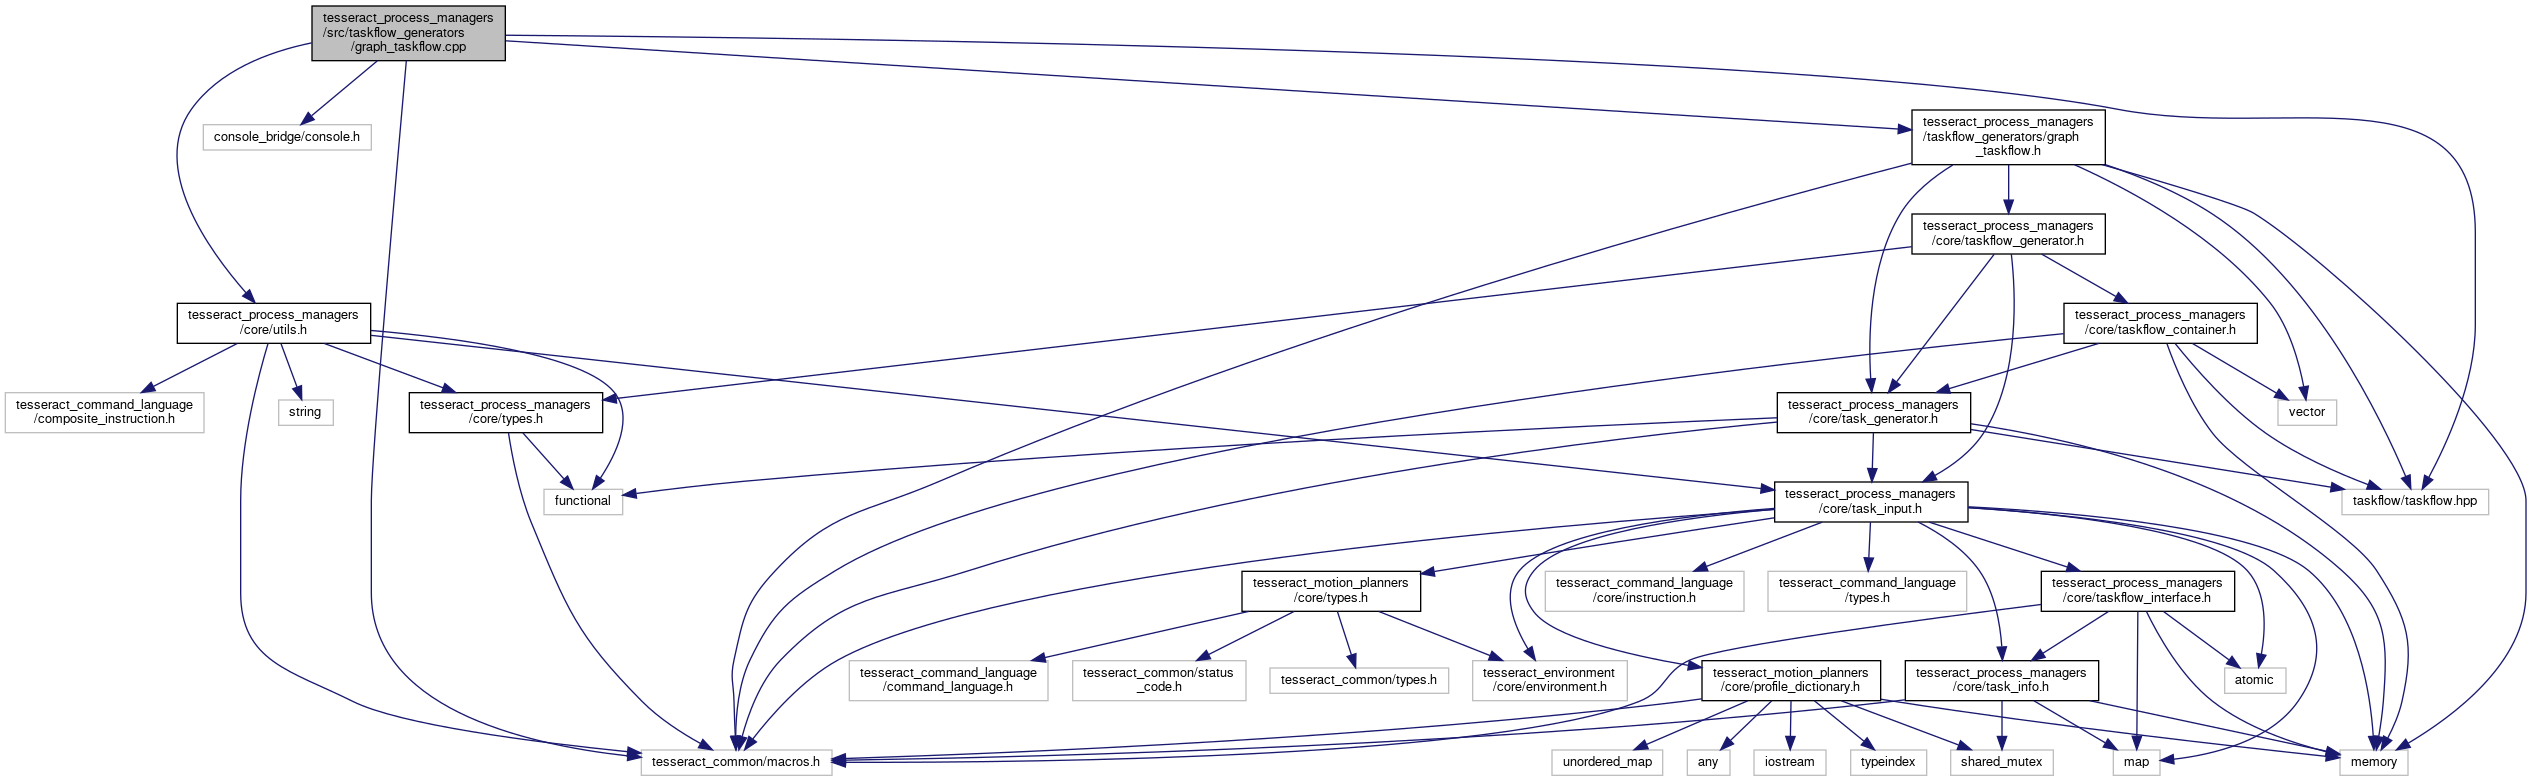 tesseract_process_managers
/src/taskflow_generators
/graph_taskflow.cpp
console_bridge/console.h
tesseract_process_managers
/taskflow_generators/graph
_taskflow.h
tesseract_process_managers
/core/taskflow_generator.h
tesseract_process_managers
/core/utils.h
tesseract_process_managers
/core/taskflow_container.h
tesseract_command_language
/composite_instruction.h
string
tesseract_process_managers
/core/types.h
tesseract_process_managers
/core/task_generator.h
vector
functional
tesseract_process_managers
/core/task_input.h
taskflow/taskflow.hpp
tesseract_motion_planners
/core/types.h
tesseract_command_language
/core/instruction.h
tesseract_command_language
/types.h
tesseract_process_managers
/core/taskflow_interface.h
tesseract_command_language
/command_language.h
tesseract_common/status
_code.h
tesseract_common/types.h
tesseract_environment
/core/environment.h
tesseract_motion_planners
/core/profile_dictionary.h
tesseract_process_managers
/core/task_info.h
atomic
tesseract_common/macros.h
unordered_map
any
iostream
typeindex
shared_mutex
map
memory